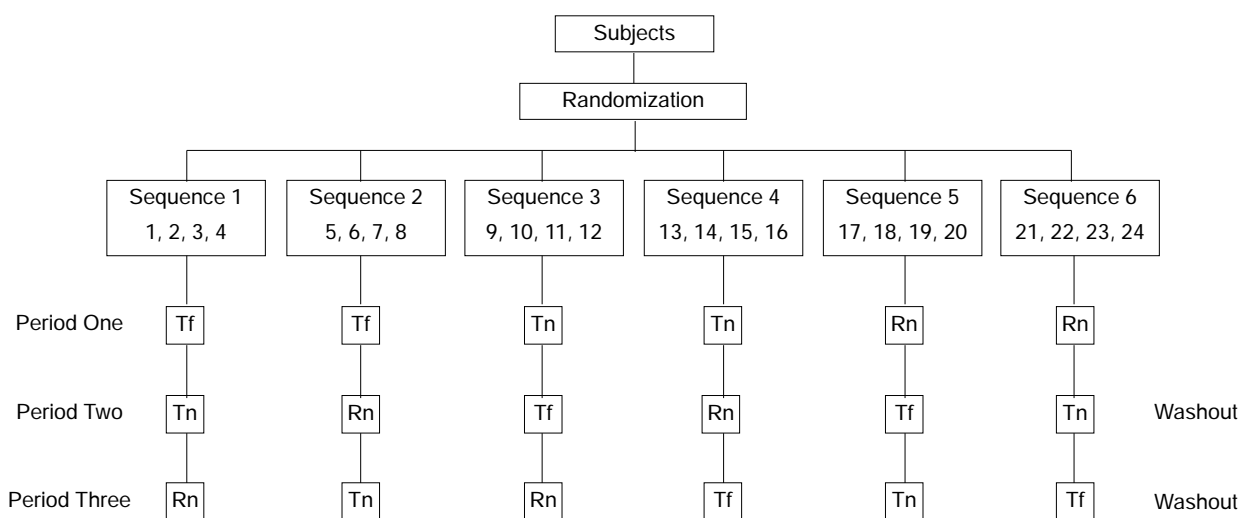 Subjects
Randomization
Sequence 1 Sequence 2 Sequence 3 Sequence 4 Sequence 5 Sequence 6
1, 2, 3, 4 5, 6, 7, 8 9, 10, 11, 12 13, 14, 15, 16 17, 18, 19, 20 21, 22, 23, 24
Period One Tf Tf Tn Tn Rn Rn
Period Two Tn Rn Tf Rn Tf Tn Washout
Period Three Rn Tn Rn Tf Tn Tf Washout